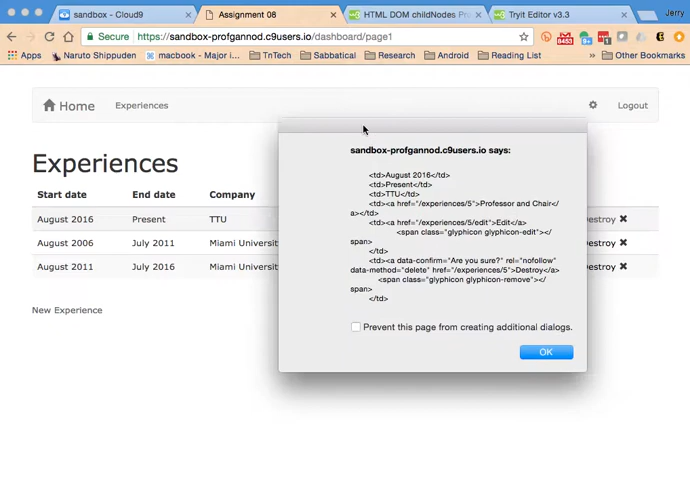 sandbox - Cloud9
Assignment 08
HTML DOM childNodes Pro
Tryit Editor v3.3
Jerry
Secure
https://sandbox-profgannod.c9users.io/dashboard/page1
8453
9+
Apps
Naruto Shippuden
macbook - Major i...
TnTech
Sabbatical
Research
Android
Reading List
»
Other Bookmarks
Home
Experiences
Logout
Experiences
Start date
End date
Company
August 2016
Present
TTU
estroy ✖
August 2006
July 2011
Miami University
estroy ✖
August 2011
July 2016
Miami University
estroy ✖
New Experience
sandbox-profgannod.c9users.io says:
<td>August 2016</td>
<td>Present</td>
<td>TTU</td>
<td><a href="/experiences/5">Professor and Chair</
a></td>
<td><a href="/experiences/5/edit">Edit</a>
<span class="glyphicon glyphicon-edit"></
span>
</td>
<td><a data-confirm="Are you sure?" rel="nofollow"
data-method="delete" href="/experiences/5">Destroy</a>
<span class="glyphicon glyphicon-remove"></
span>
</td>
Prevent this page from creating additional dialogs.
OK